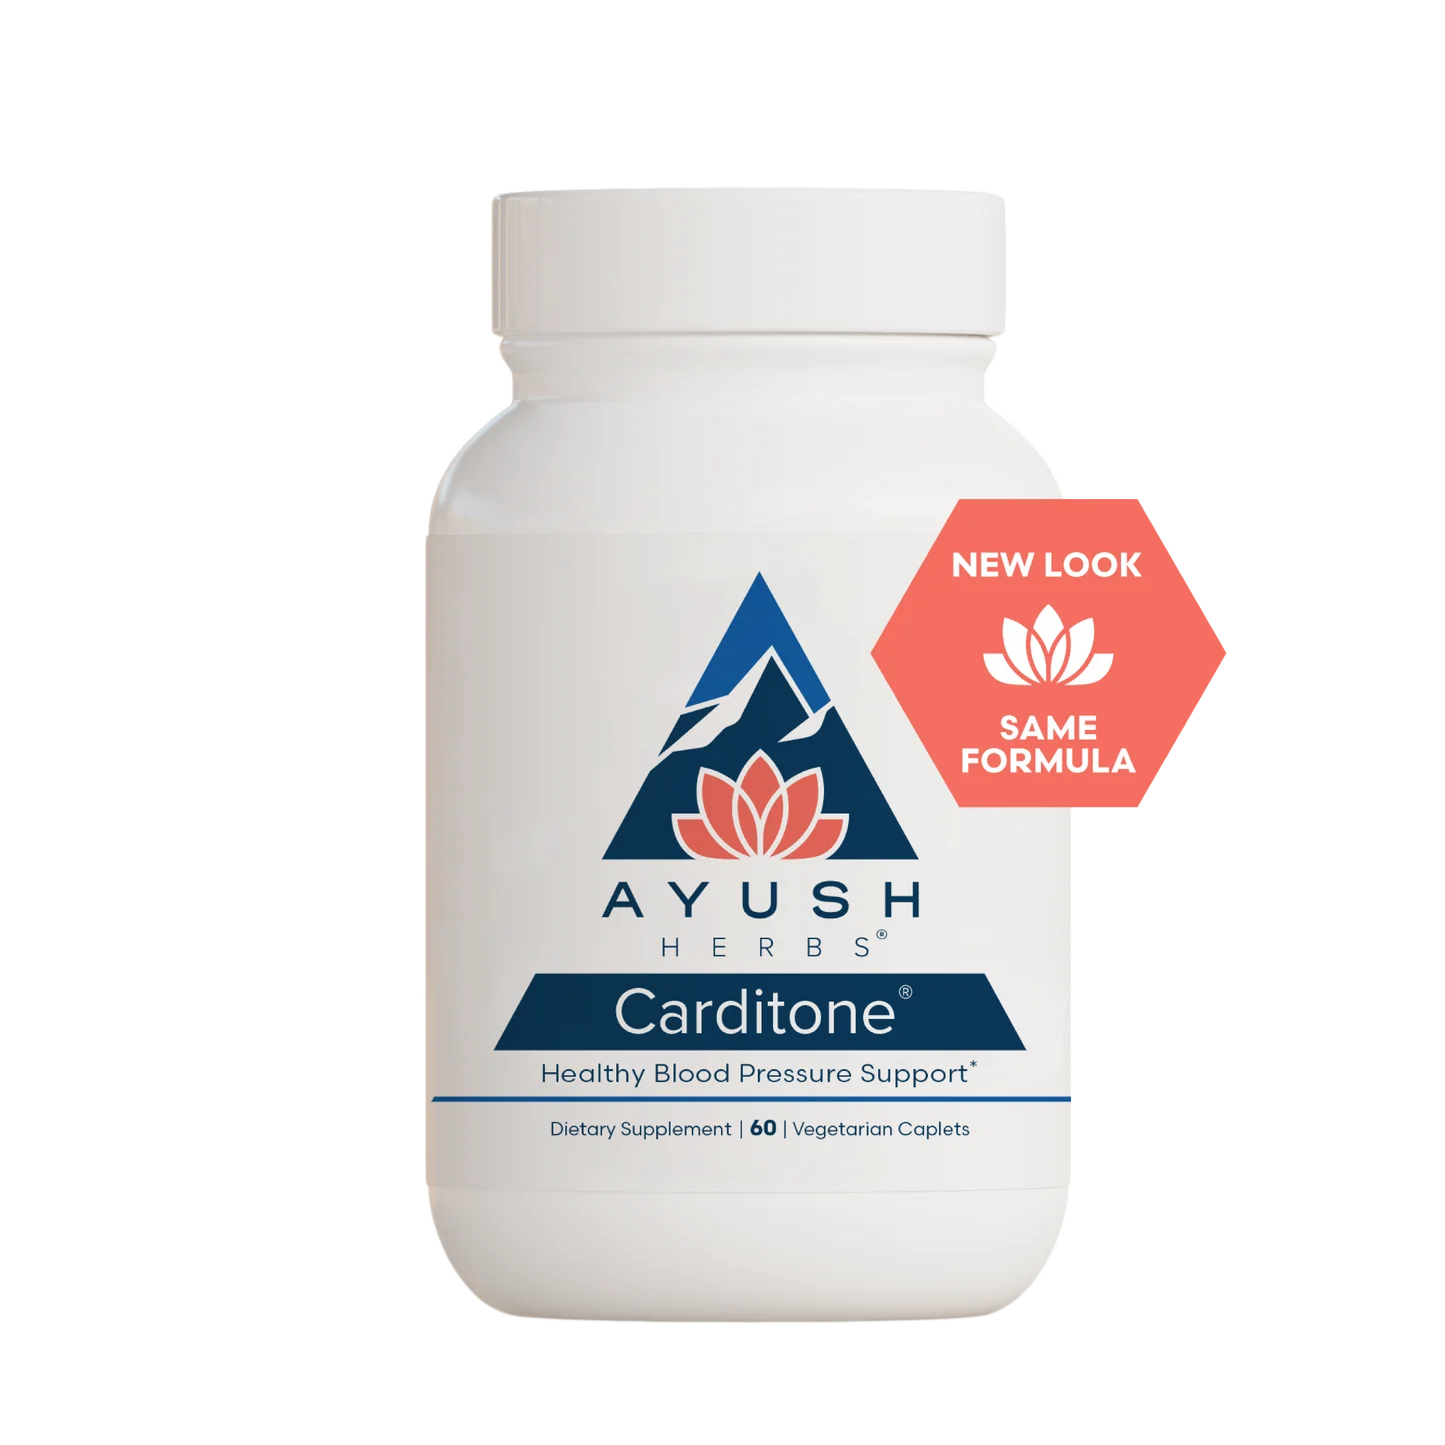 NEW LOOK
SAME
FORMULA
AYUSH
HERBS®
Carditone®
Healthy Blood Pressure Support*
Dietary Supplement | 60 | Vegetarian Caplets